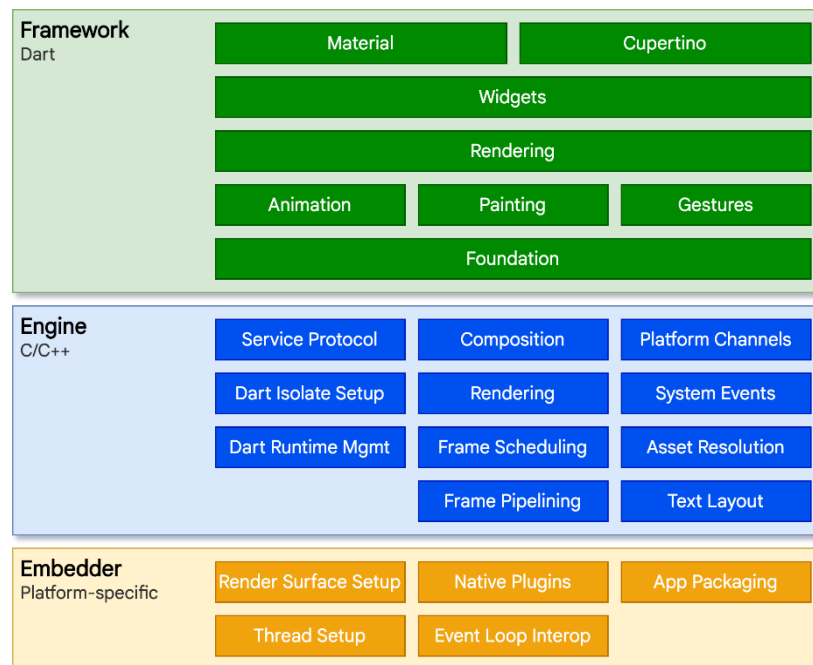 Framework
Dart
Material
Cupertino
Widgets
Rendering
Animation
Painting
Gestures
Foundation
Engine
C/C++
Service Protocol
Composition
Platform Channels
Dart Isolate Setup
Rendering
System Events
Dart Runtime Mgmt
Frame Scheduling
Asset Resolution
Frame Pipelining
Text Layout
Embedder
Platform-specific
Render Surface Setup
Native Plugins
App Packaging
Thread Setup
Event Loop Interop